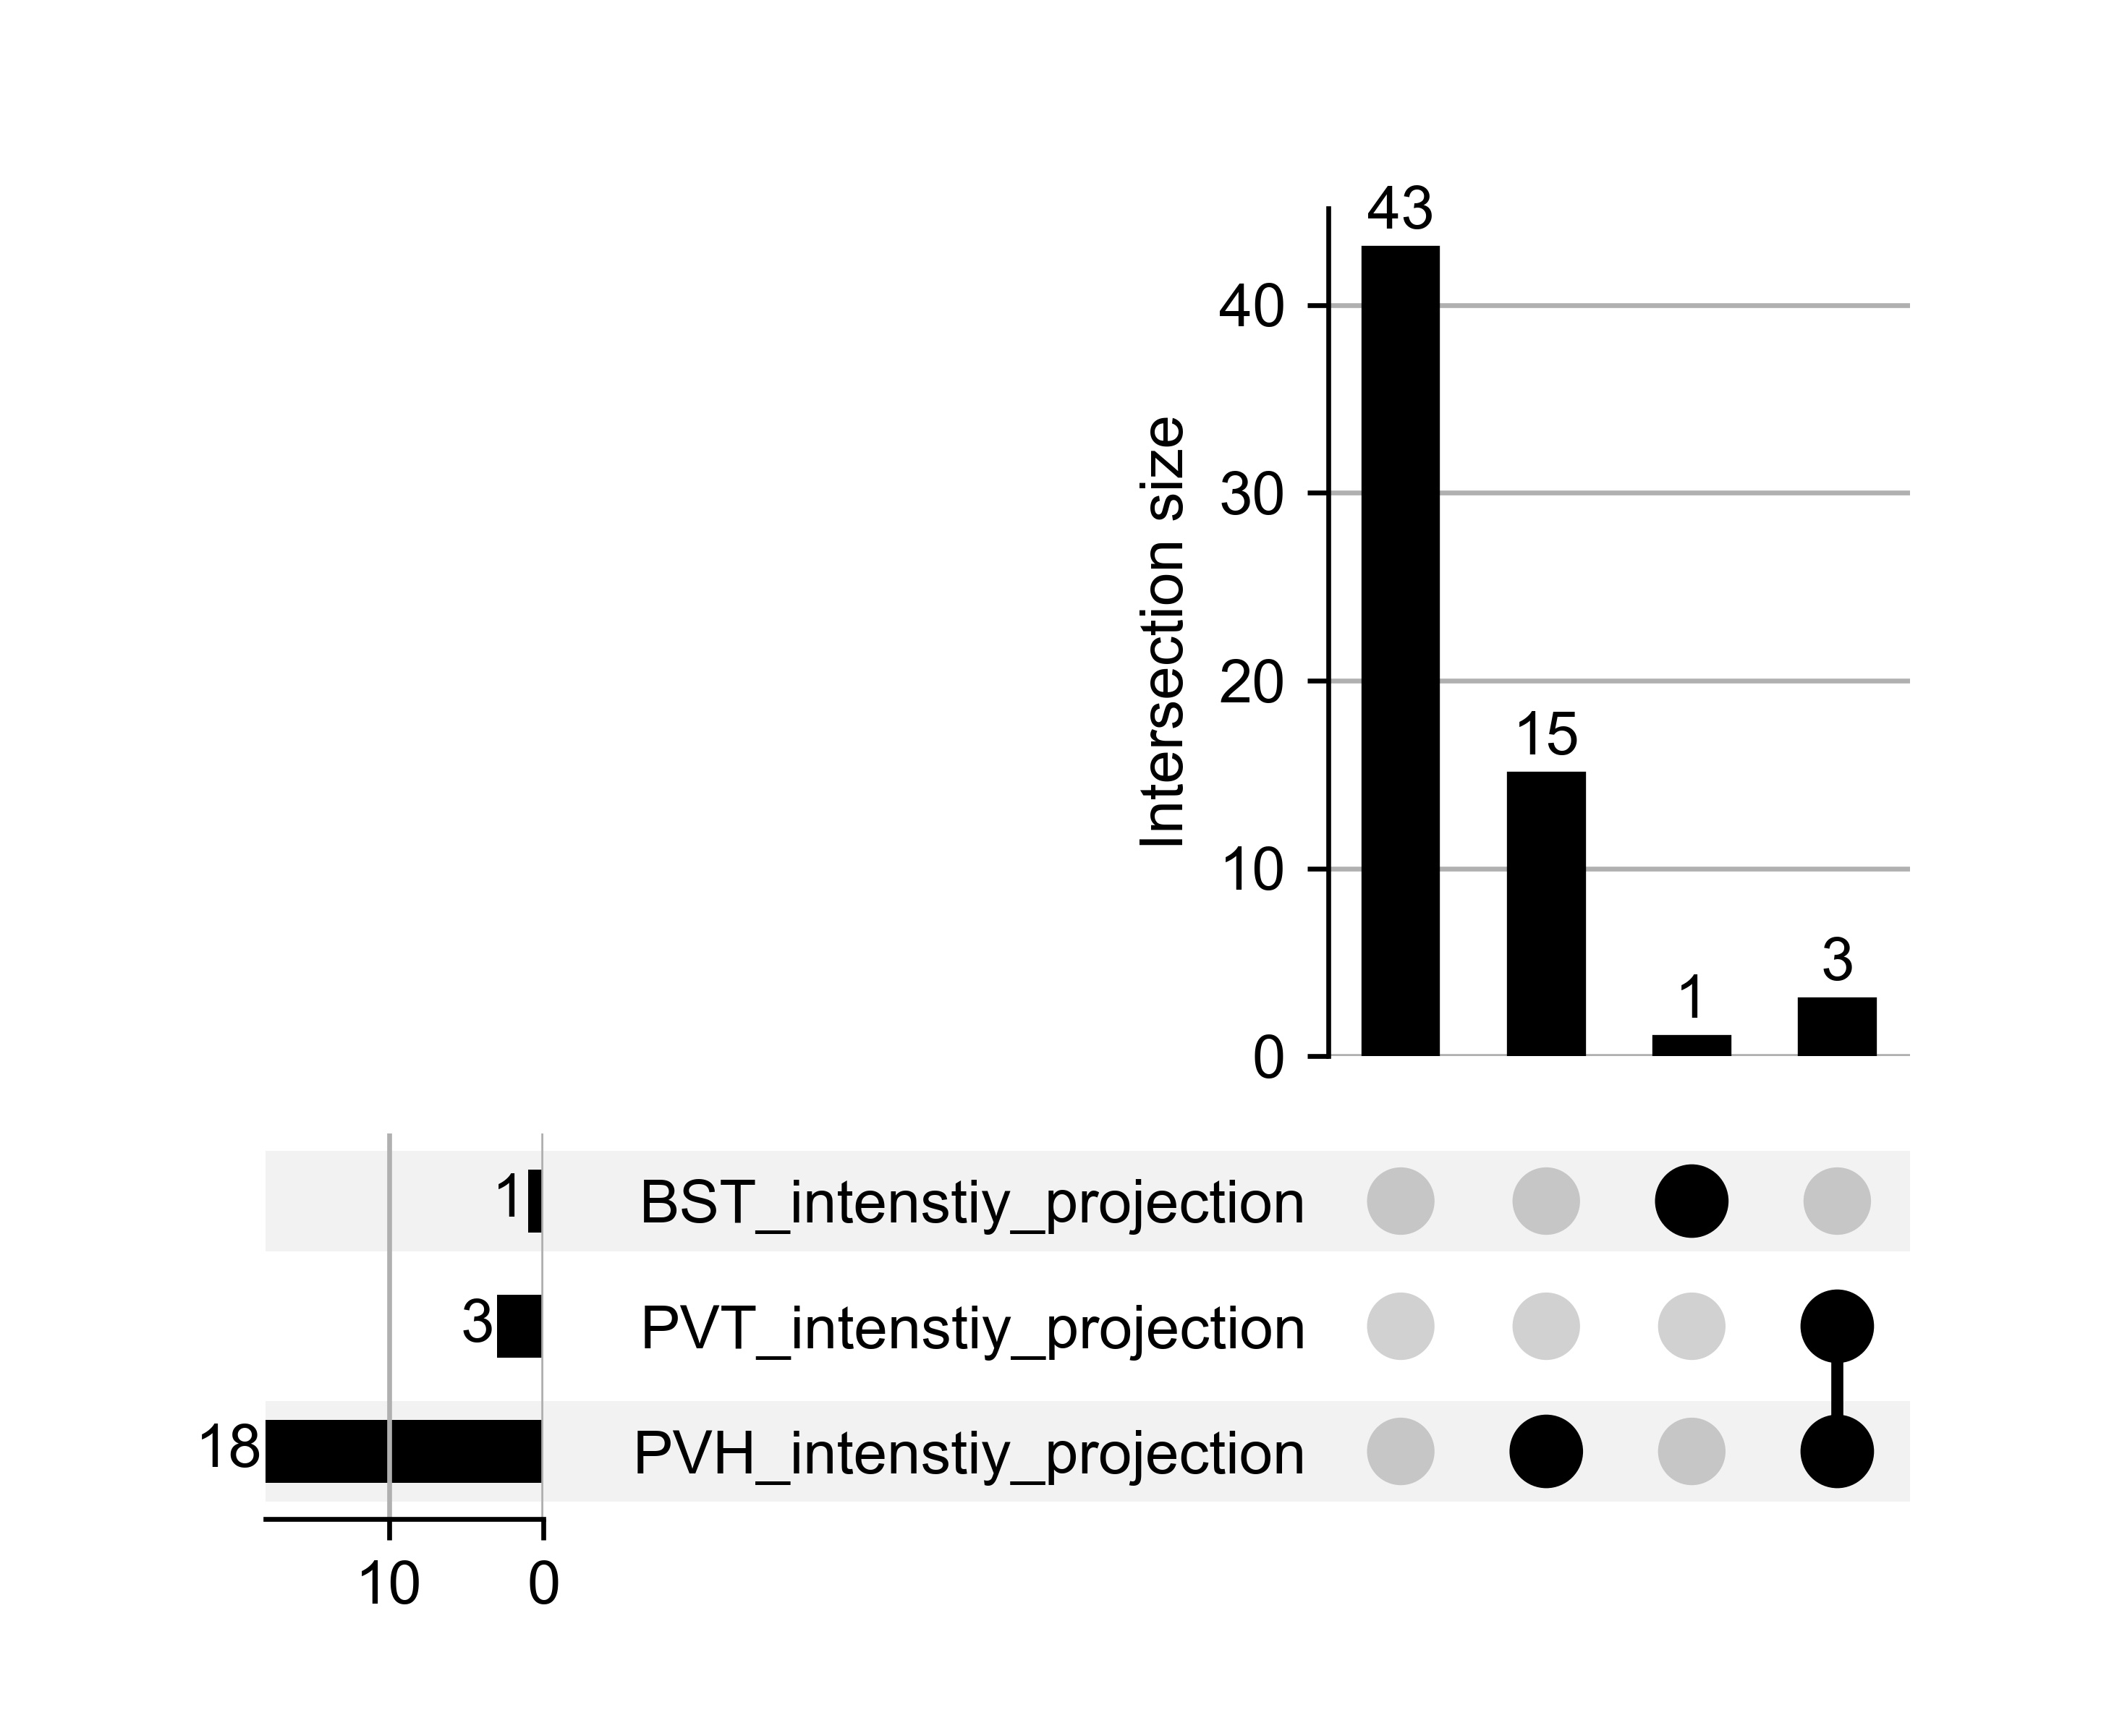 43
40
Intersection size
30
20
15
10
3
1
0
1 BST_intenstiy_projection
3 PVT_intenstiy_projection
18 PVH_intenstiy_projection
10 0